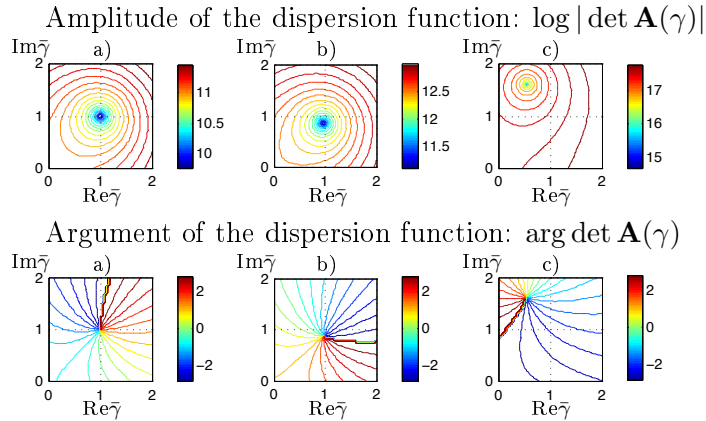 Amplitude of the dispersion function: log | det A(γ)|
Imγ̄ a) b) c)
2 2 2
1 1 1
0 0 0
0 1 2 0 1 2 0 1 2
Reγ̄ Reγ̄ Reγ̄
11 10.5 10
12.5 12 11.5
17 16 15
Argument of the dispersion function: arg det A(γ)
Imγ̄ a) Imγ̄ b) Imγ̄ c)
2 2 2
1 1 1
0 0 0
0 1 2 0 1 2 0 1 2
Reγ̄ Reγ̄ Reγ̄
2 0 −2
2 0 −2
2 0 −2